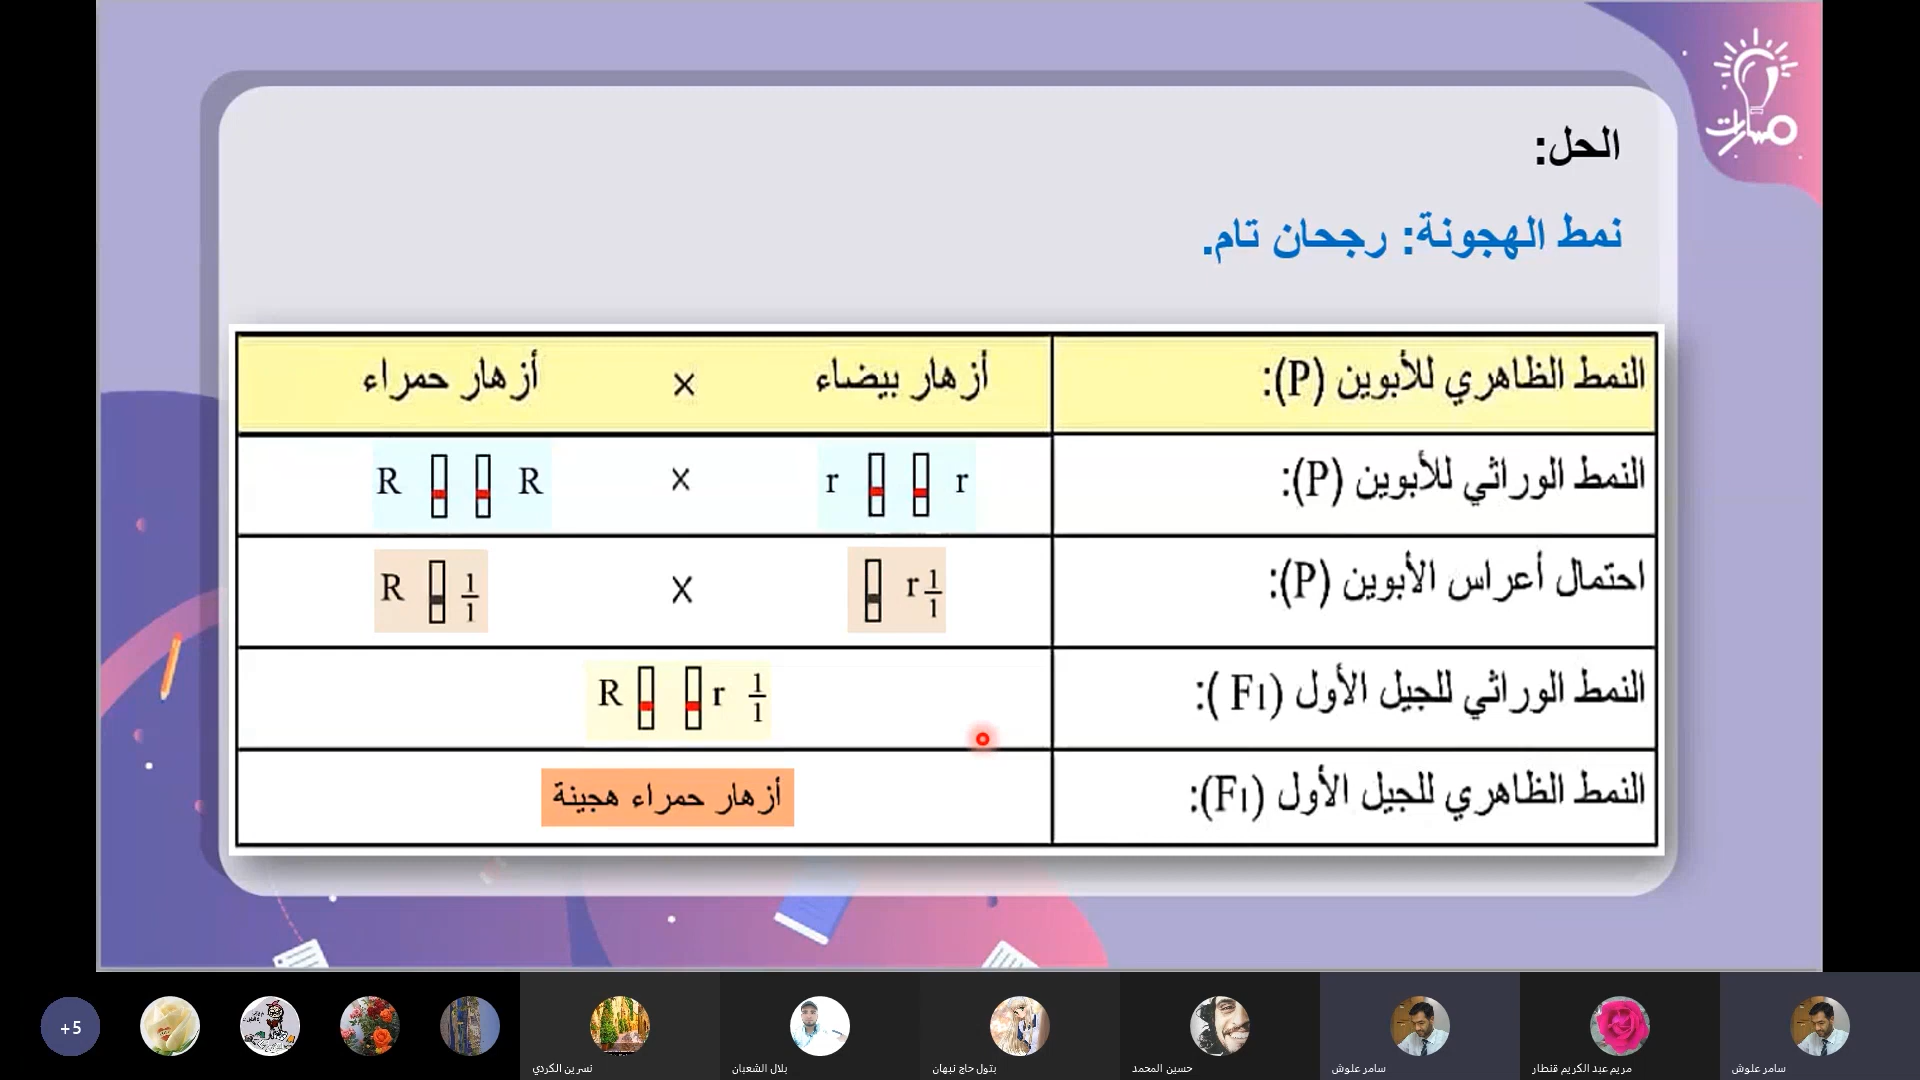 مسارات
الحل:
نمط الهجونة: رجحان تام.
النمط الظاهري للأبوين (P): أزهار بيضاء × أزهار حمراء
النمط الوراثي للأبوين (P): r r × R R
احتمال أعراس الأبوين (P): r 1/1 × R 1/1
النمط الوراثي للجيل الأول (F1 ): R r 1/1
النمط الظاهري للجيل الأول (F1): أزهار حمراء هجينة
+5
نسرين الكردي
بلال الشعبان
بتول حاج نبهان
حسين المحمد
سامر علوش
مريم عبد الكريم قنطار
سامر علوش